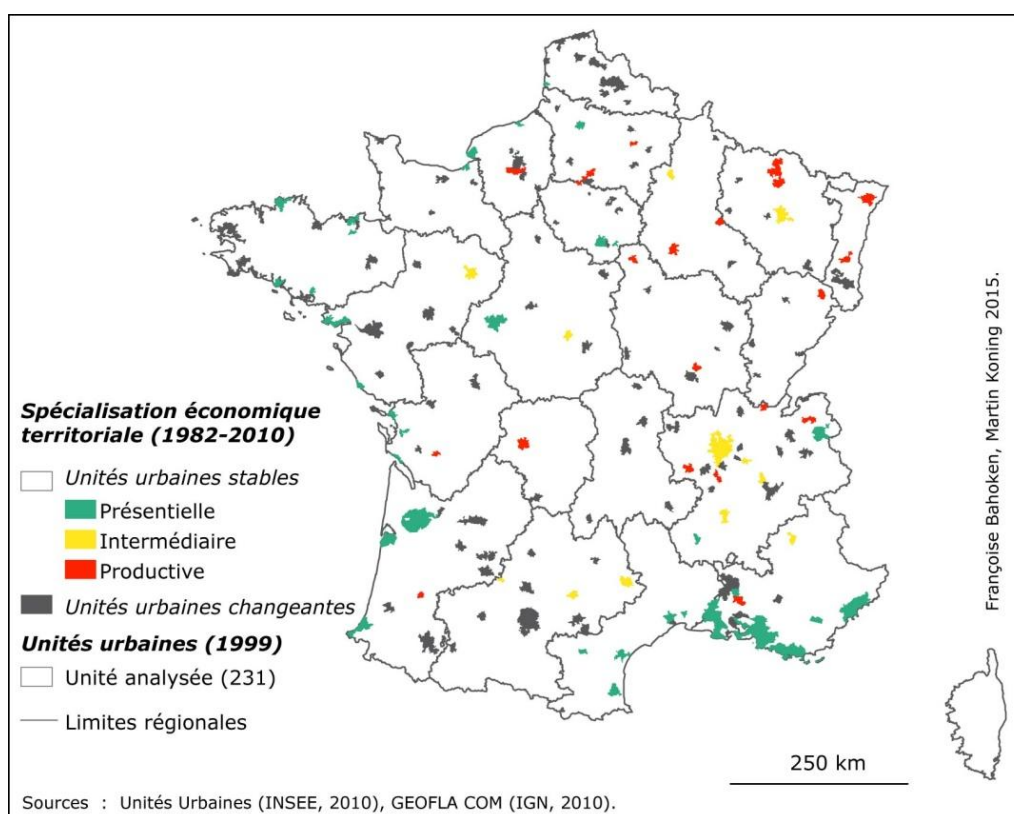 Spécialisation économique
territoriale (1982-2010)
Unités urbaines stables
Présentielle
Intermédiaire
Productive
Unités urbaines changeantes
Unités urbaines (1999)
Unité analysée (231)
Limites régionales
250 km
Sources : Unités Urbaines (INSEE, 2010), GEOFLA COM (IGN, 2010).
Françoise Bahoken, Martin Koning 2015.